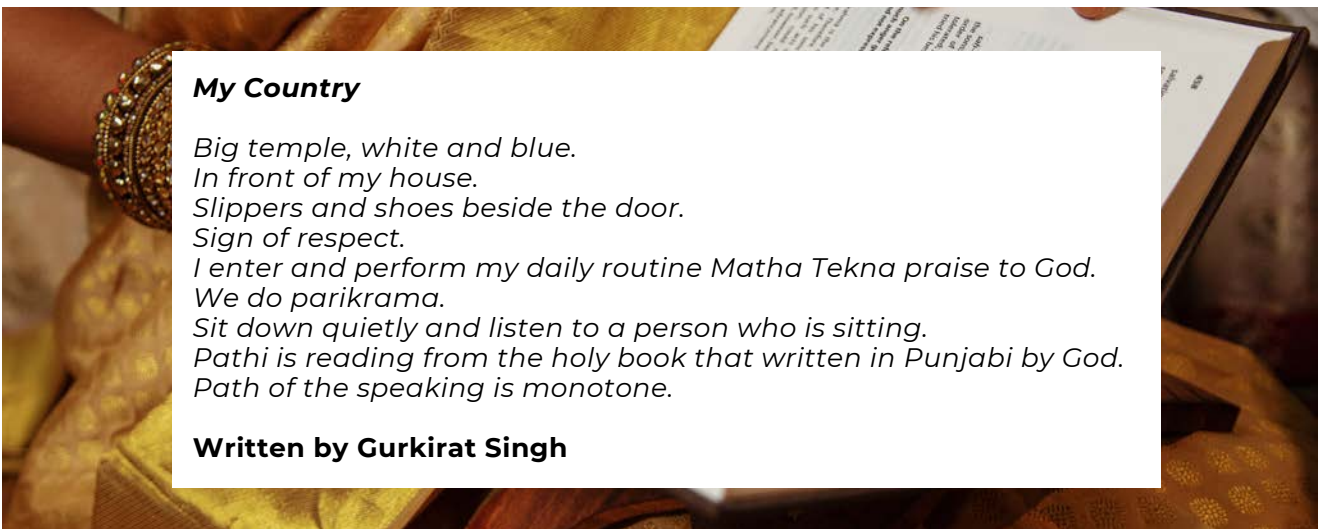 My Country
Big temple, white and blue.
In front of my house.
Slippers and shoes beside the door.
Sign of respect.
I enter and perform my daily routine Matha Tekna praise to God.
We do parikrama.
Sit down quietly and listen to a person who is sitting.
Pathi is reading from the holy book that written in Punjabi by God.
Path of the speaking is monotone.
Written by Gurkirat Singh
458